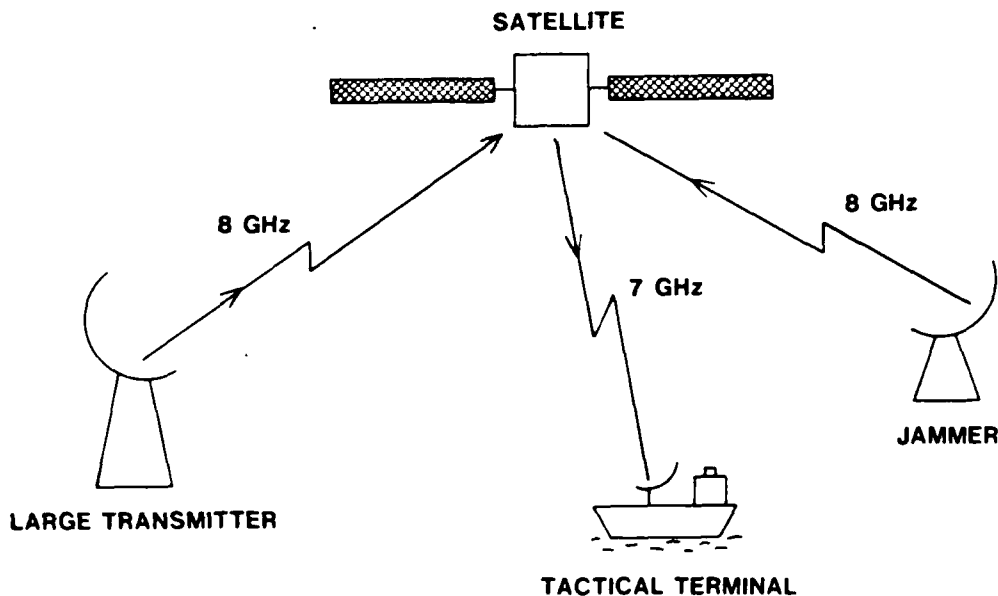 SATELLITE
8 GHz
8 GHz
7 GHz
JAMMER
LARGE TRANSMITTER
TACTICAL TERMINAL